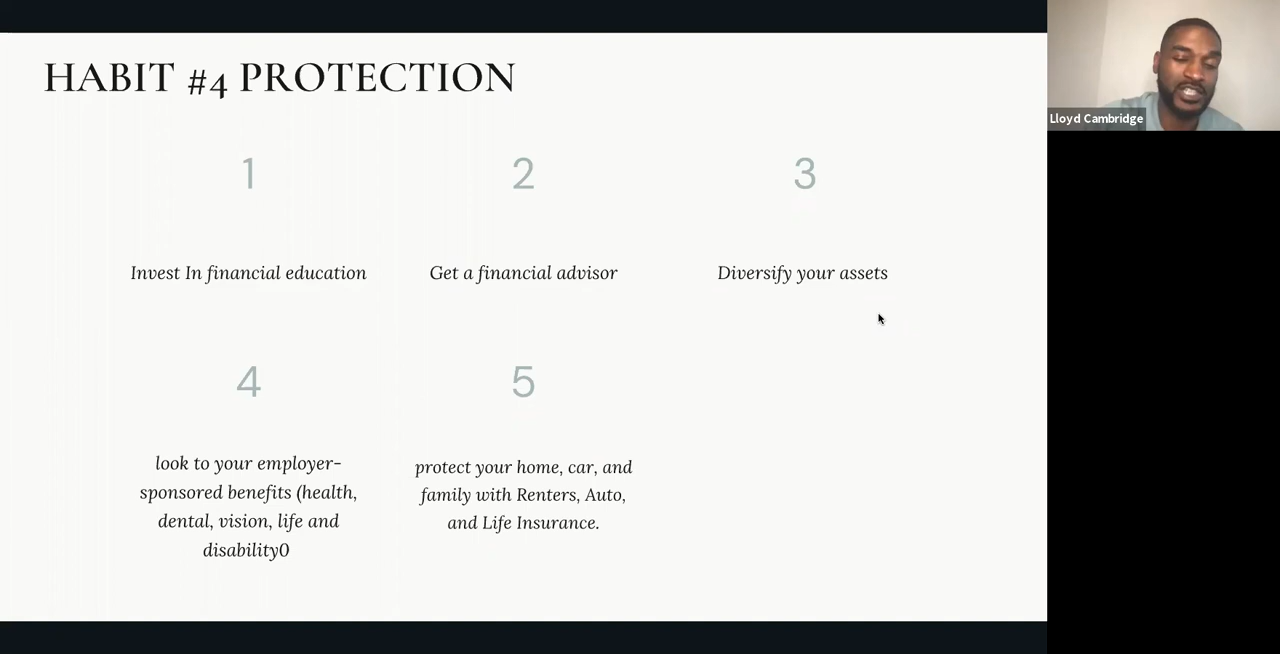 HABIT #4 PROTECTION
Lloyd Cambridge
1
2
3
Invest In financial education
Get a financial advisor
Diversify your assets
4
5
look to your employer-
sponsored benefits (health,
dental, vision, life and
disability0
protect your home, car, and
family with Renters, Auto,
and Life Insurance.